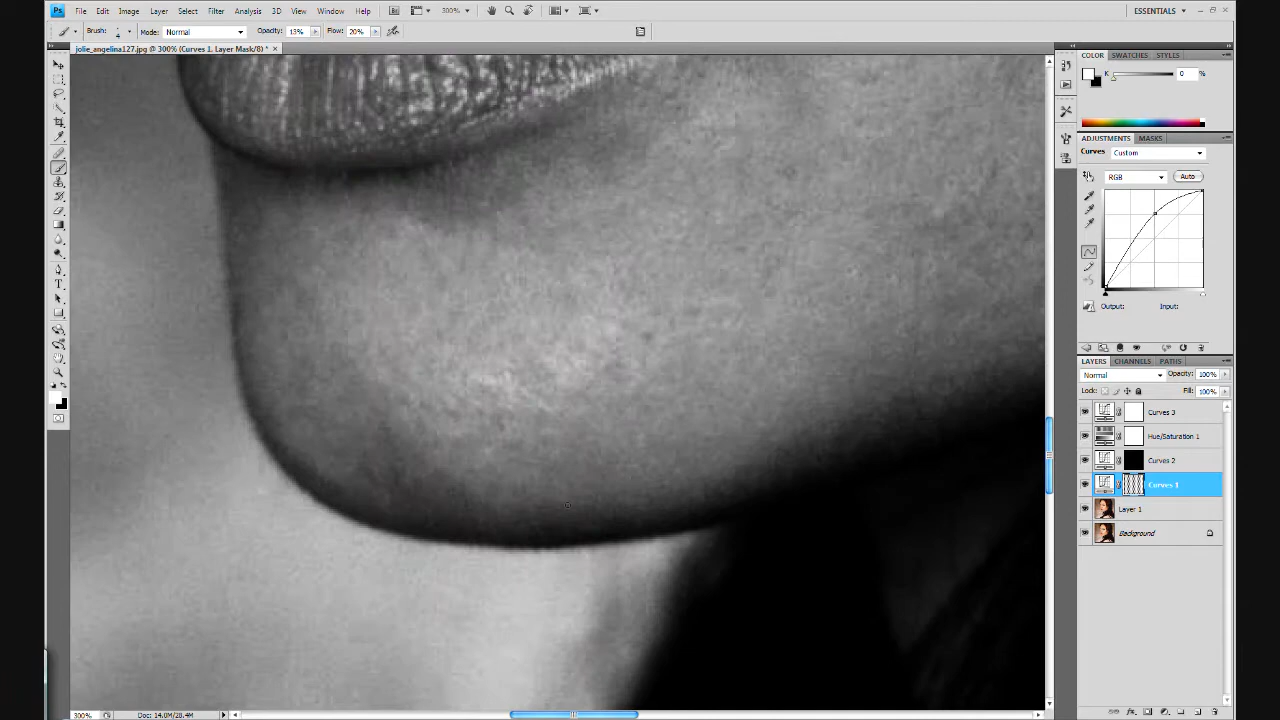 Ps File Edit Image Layer Select Filter Analysis 3D View Window Help Br 300% ESSENTIALS
Brush: 4 Mode: Normal Opacity: 13% Flow: 20%
jolie_angelina127.jpg @ 300% (Curves 1, Layer Mask/8) *
COLOR SWATCHES STYLES
K 0 %
ADJUSTMENTS MASKS
Curves Custom
RGB Auto
Output: Input:
LAYERS CHANNELS PATHS
Normal Opacity: 100%
Lock: Fill: 100%
Curves 3
Hue/Saturation 1
Curves 2
Curves 1
Layer 1
Background
T
300% Doc: 14.0M/28.4M